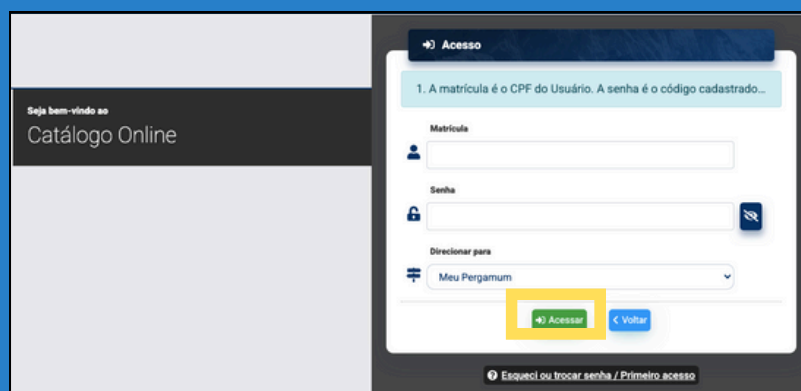 Seja bem-vindo ao
Catálogo Online
Acesso
1. A matrícula é o CPF do Usuário. A senha é o código cadastrado...
Matrícula
Senha
Direcionar para
Meu Pergamum
Acessar
Voltar
Esqueci ou trocar senha / Primeiro acesso